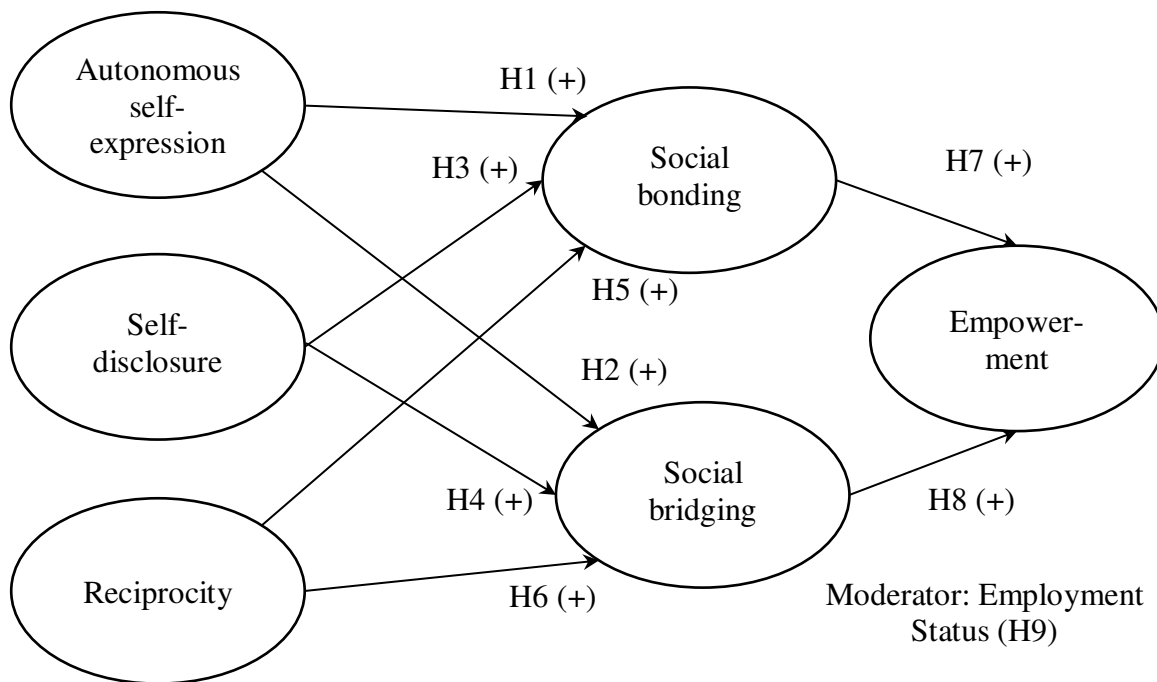 Autonomous
self-
expression
H1 (+)
H3 (+)
Social
bonding
H7 (+)
Self-
disclosure
H5 (+)
H2 (+)
Empower-
ment
H4 (+)
Social
bridging
H8 (+)
Reciprocity
H6 (+)
Moderator: Employment
Status (H9)